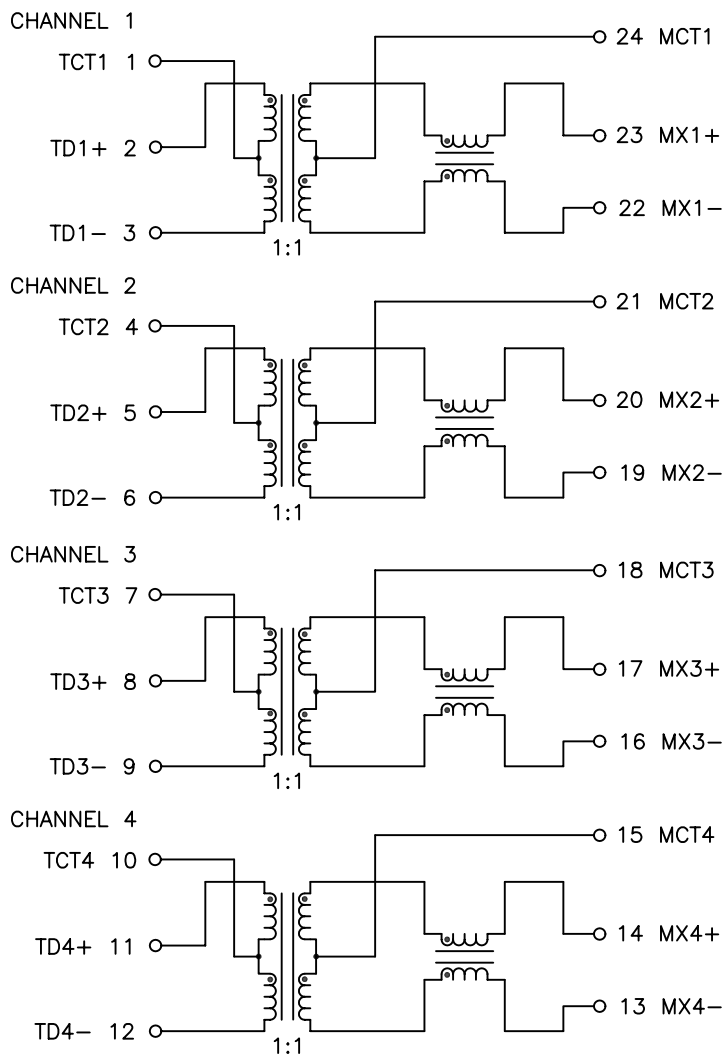 CHANNEL 1
24 MCT1
TCT1 1
TD1+ 2
23 MX1+
22 MX1−
TD1− 3
1:1
CHANNEL 2
21 MCT2
TCT2 4
TD2+ 5
20 MX2+
19 MX2−
TD2− 6
1:1
CHANNEL 3
18 MCT3
TCT3 7
TD3+ 8
17 MX3+
16 MX3−
TD3− 9
1:1
CHANNEL 4
15 MCT4
TCT4 10
TD4+ 11
14 MX4+
13 MX4−
TD4− 12
1:1